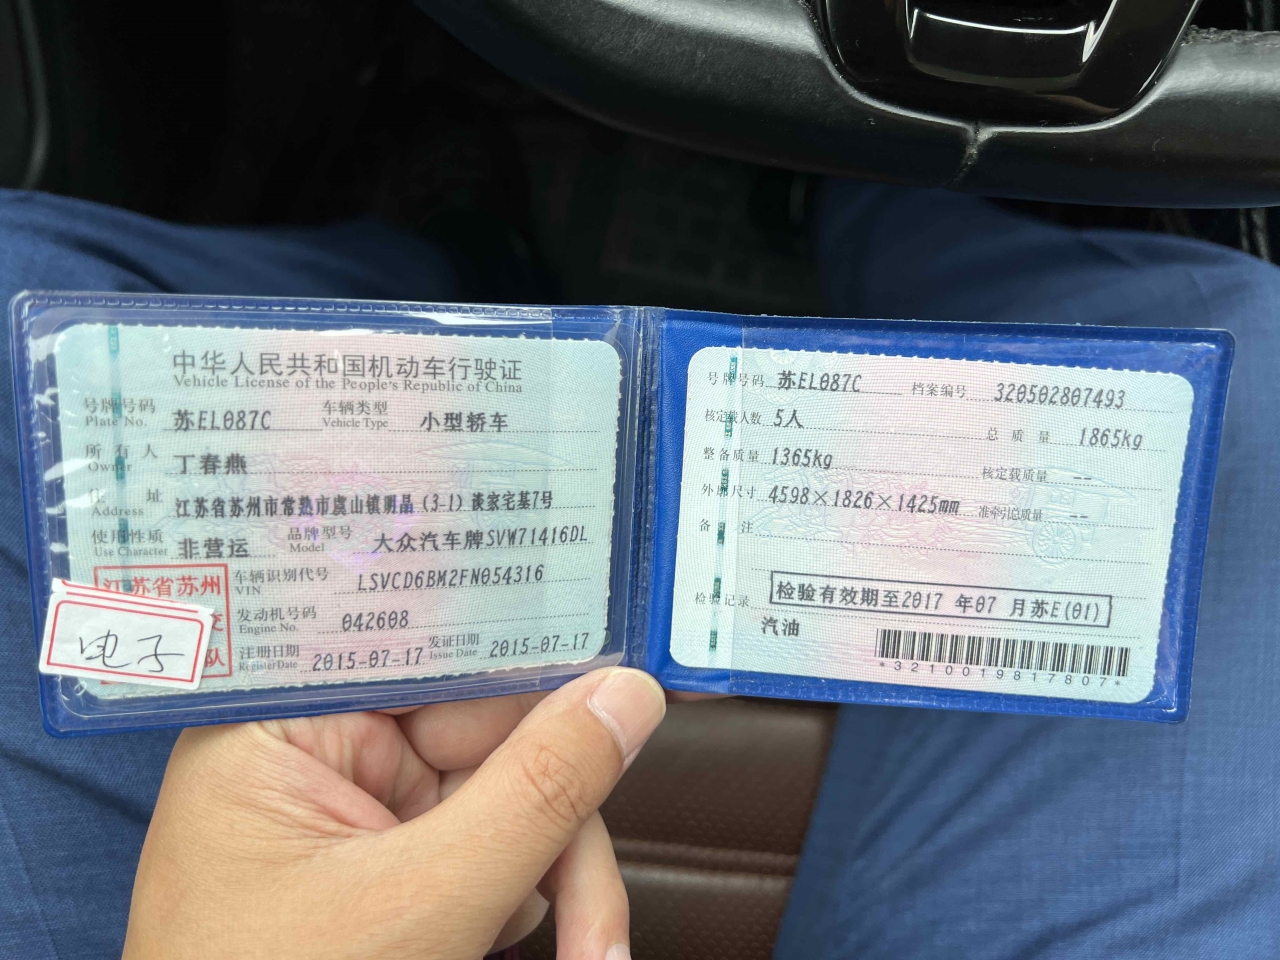 中华人民共和国机动车行驶证
Vehicle License of the People's Republic of China
号牌号码 苏EL087C 车辆类型 小型轿车
Plate No. Vehicle Type
所有人 丁春燕
Owner
住址 江苏省苏州市常熟市虞山镇明晶（3-1）谈家宅基7号
Address
使用性质 非营运 品牌型号 大众汽车牌SVW71416DL
Use Character Model
江苏省苏州 车辆识别代号 LSVCD6BM2FN054316
VIN
交 发动机号码 042608
Engine No.
电子 队 注册日期 2015-07-17 发证日期 2015-07-17
Register Date Issue Date
号牌号码 苏EL087C 档案编号 320502807493
核定载人数 5人 总质量 1865kg
整备质量 1365kg 核定载质量 --
外廓尺寸 4598×1826×1425mm 准牵引总质量 --
备注
检验记录 检验有效期至2017 年07 月苏E(01)
汽油
*3210019817807*